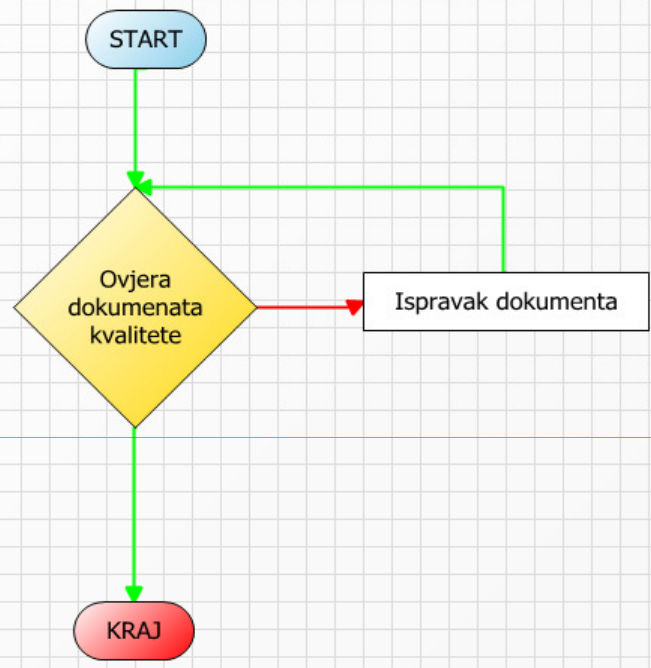 START
Ovjera
dokumenata
kvalitete
Ispravak dokumenta
KRAJ